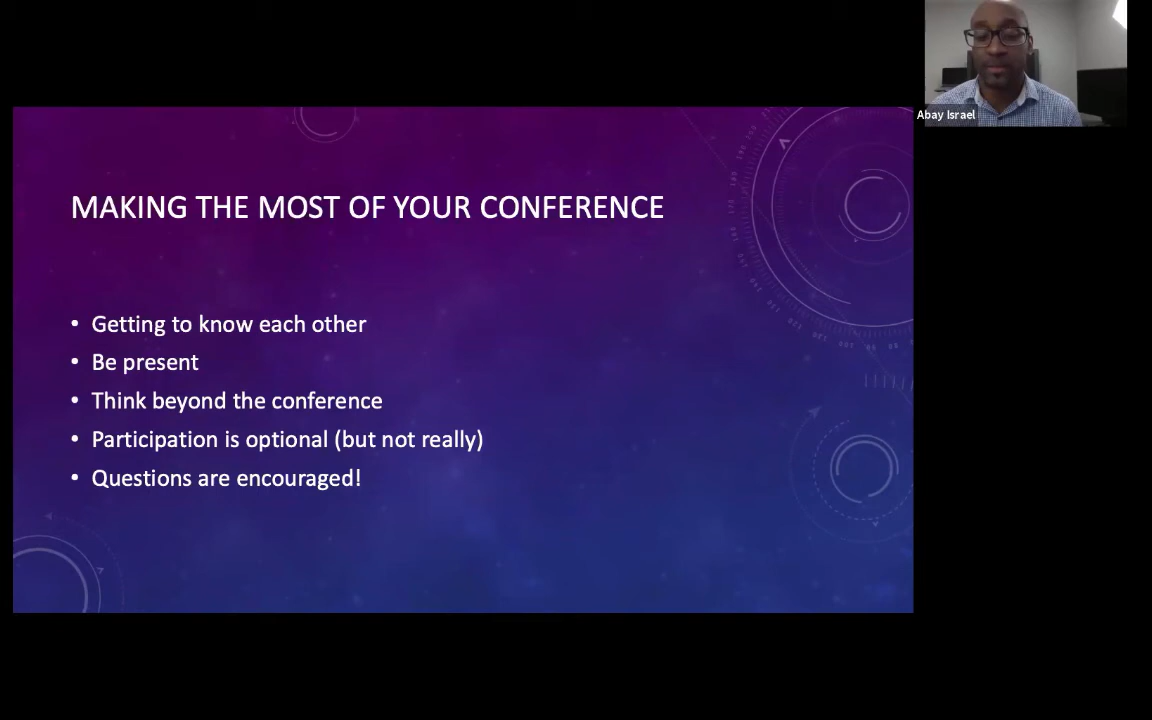 Abay Israel
MAKING THE MOST OF YOUR CONFERENCE
• Getting to know each other
• Be present
• Think beyond the conference
• Participation is optional (but not really)
• Questions are encouraged!